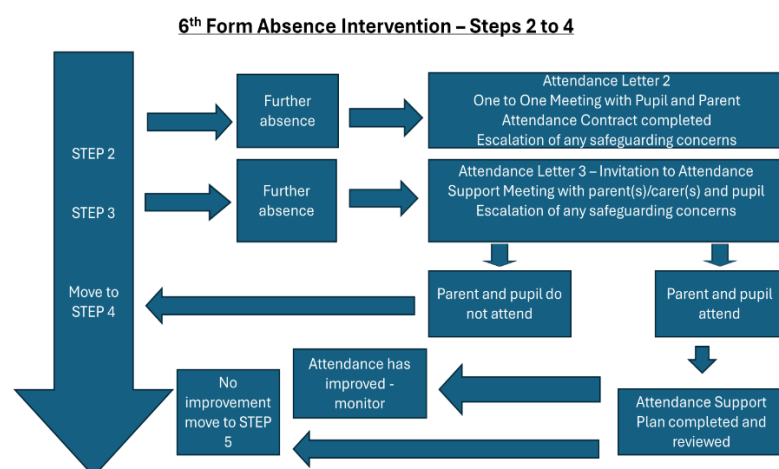 6th Form Absence Intervention – Steps 2 to 4
STEP 2
Further
absence
Attendance Letter 2
One to One Meeting with Pupil and Parent
Attendance Contract completed
Escalation of any safeguarding concerns
STEP 3
Further
absence
Attendance Letter 3 – Invitation to Attendance
Support Meeting with parent(s)/carer(s) and pupil
Escalation of any safeguarding concerns
Move to
STEP 4
Parent and pupil do
not attend
Parent and pupil
attend
No
improvement
move to STEP
5
Attendance has
improved -
monitor
Attendance Support
Plan completed and
reviewed